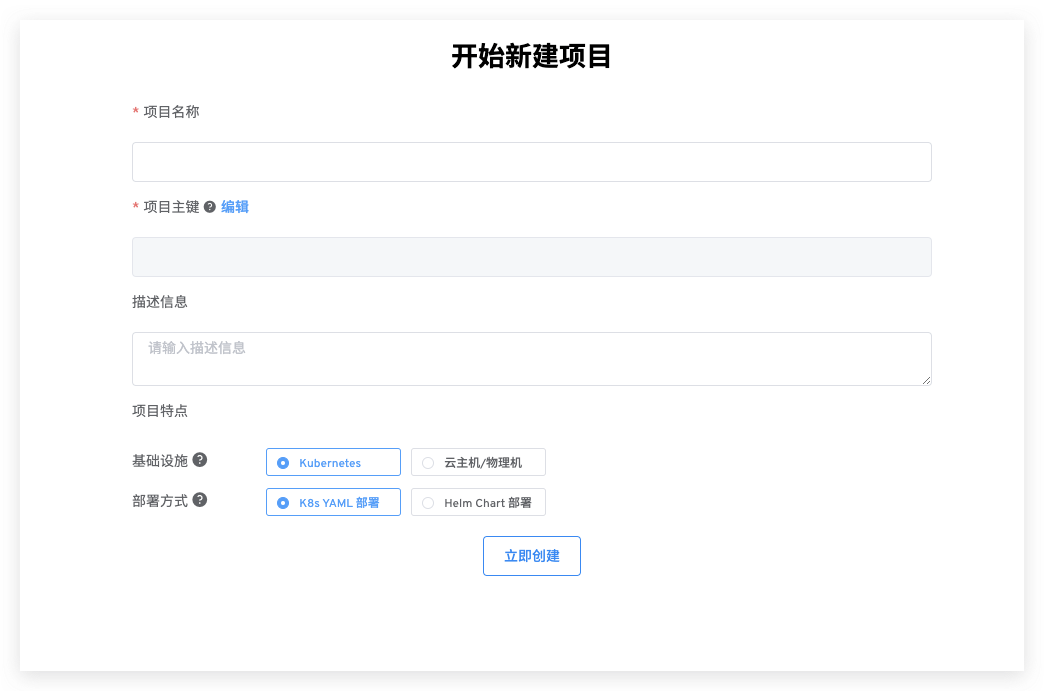 开始新建项目
* 项目名称
* 项目主键 ? 编辑
描述信息
请输入描述信息
项目特点
基础设施 ? Kubernetes 云主机/物理机
部署方式 ? K8s YAML 部署 Helm Chart 部署
立即创建